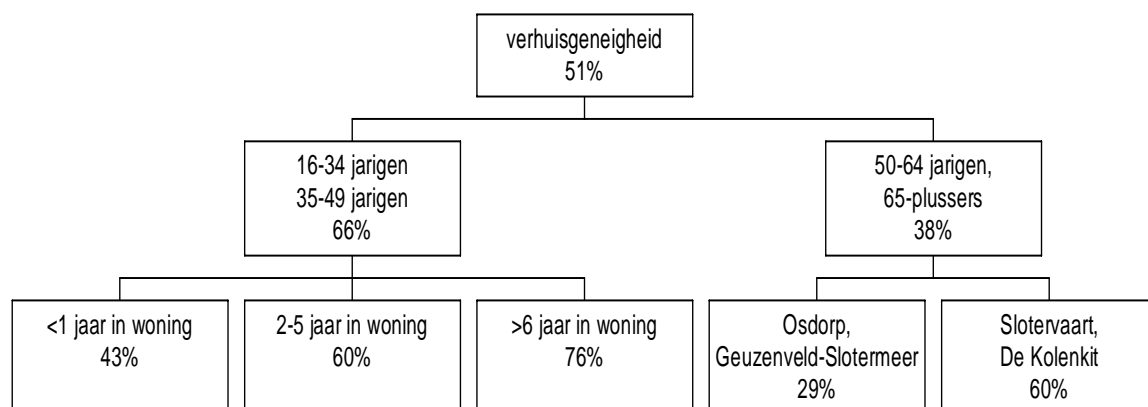 verhuisgeneigheid
51%
16-34 jarigen
35-49 jarigen
66%
50-64 jarigen,
65-plussers
38%
<1 jaar in woning
43%
2-5 jaar in woning
60%
>6 jaar in woning
76%
Osdorp,
Geuzenveld-Slotermeer
29%
Slotervaart,
De Kolenkit
60%